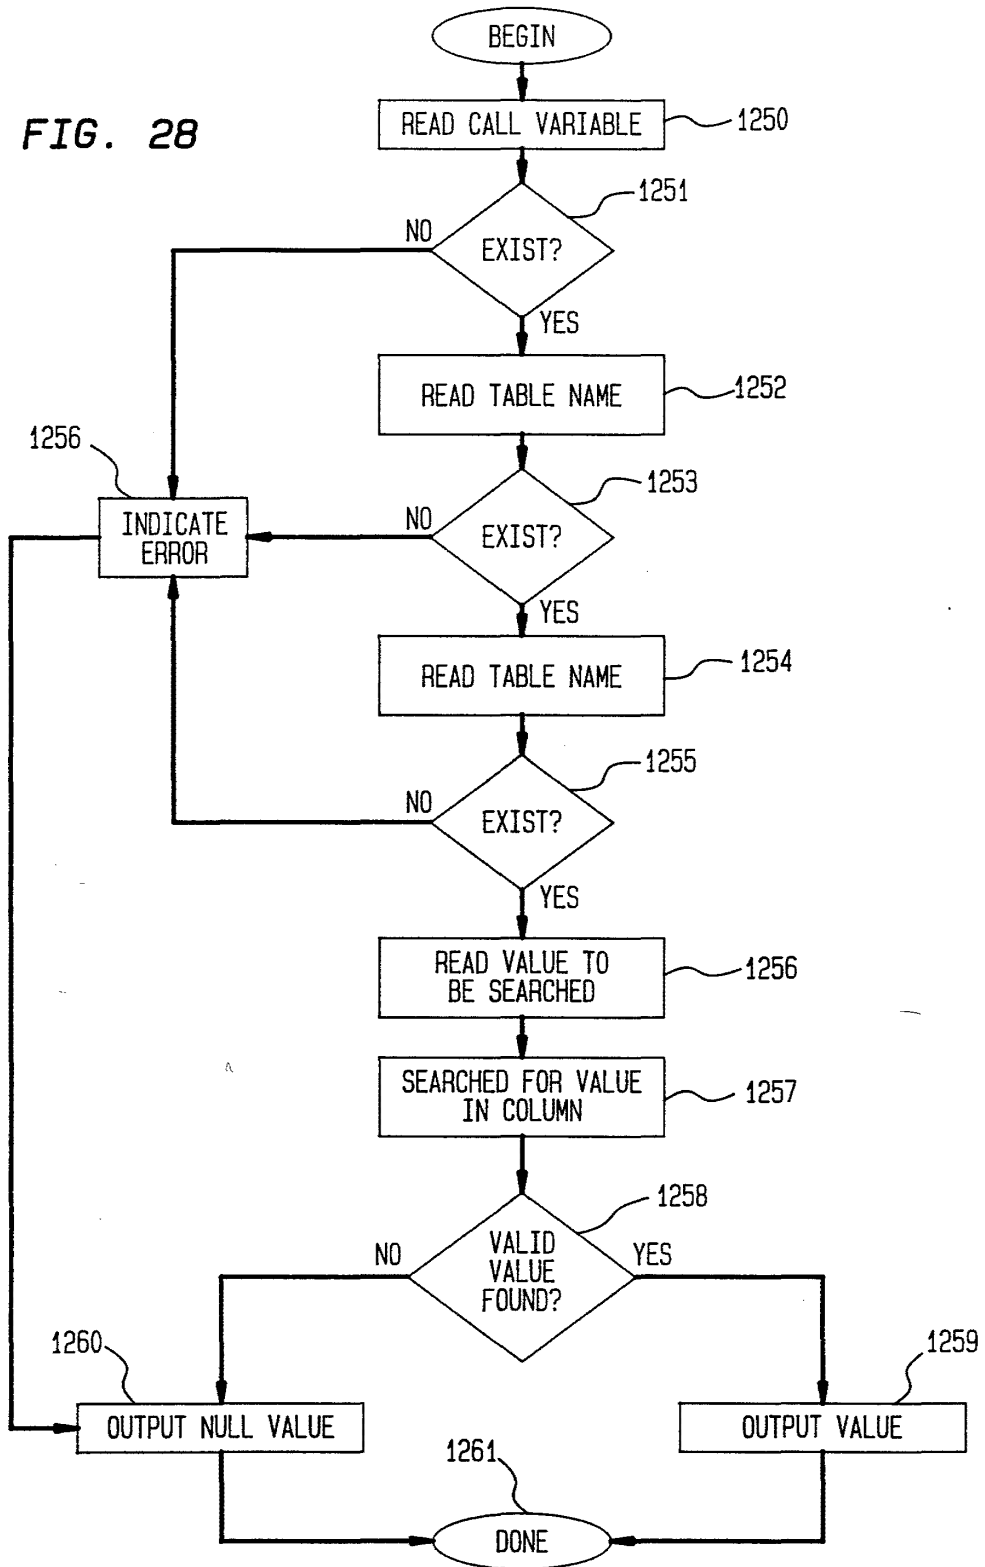 BEGIN
FIG. 28
READ CALL VARIABLE
1250
1251
NO
EXIST?
YES
READ TABLE NAME
1252
1256
1253
INDICATE
ERROR
NO
EXIST?
YES
READ TABLE NAME
1254
1255
NO
EXIST?
YES
READ VALUE TO
BE SEARCHED
1256
SEARCHED FOR VALUE
IN COLUMN
1257
1258
NO
VALID
VALUE
FOUND?
YES
1260
1259
OUTPUT NULL VALUE
OUTPUT VALUE
1261
DONE